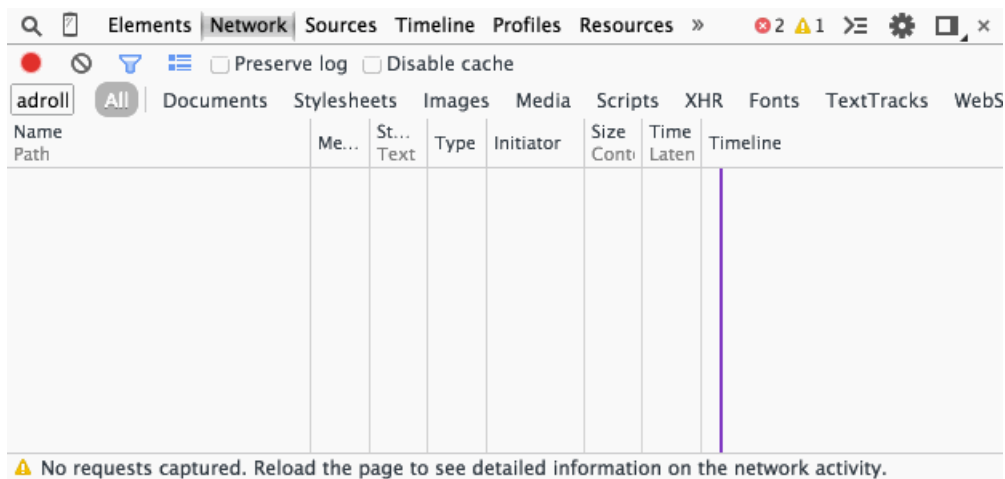 Elements Network Sources Timeline Profiles Resources » 2 1
Preserve log Disable cache
adroll All Documents Stylesheets Images Media Scripts XHR Fonts TextTracks WebS
Name Me... St... Type Initiator Size Time Timeline
Path Text Conte Laten
No requests captured. Reload the page to see detailed information on the network activity.